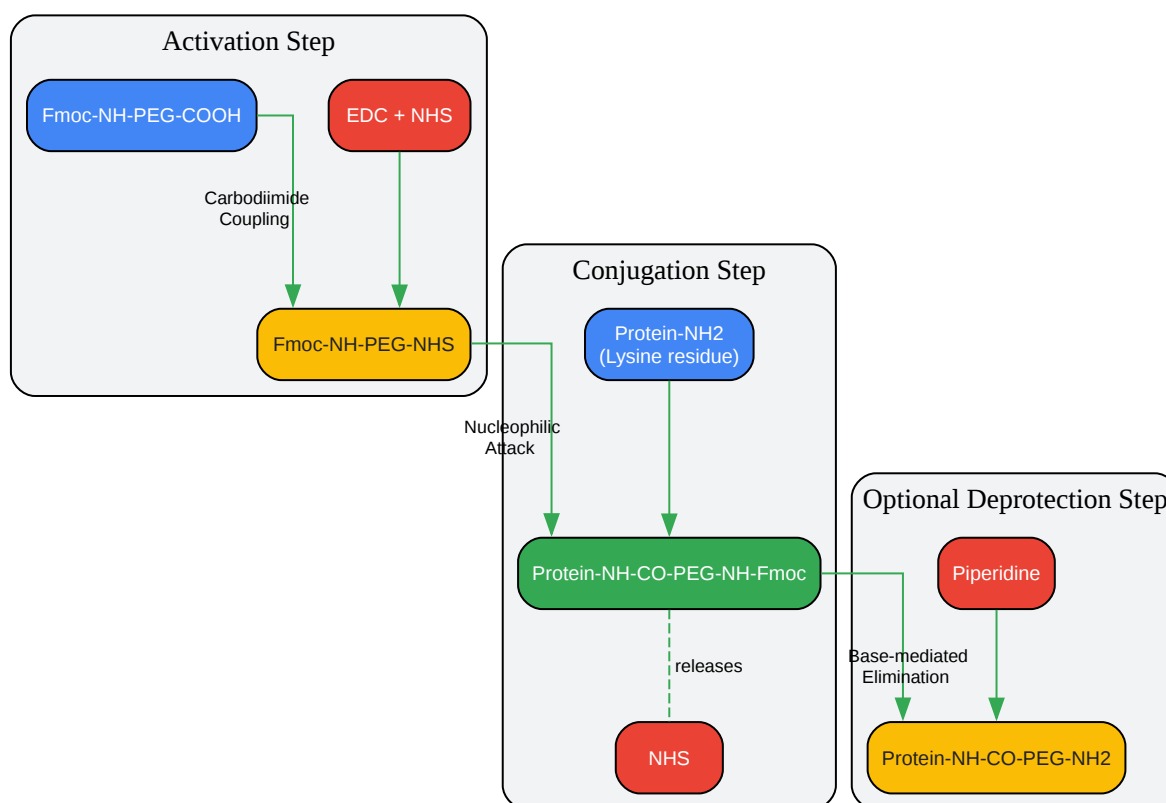 Activation Step
Fmoc-NH-PEG-COOH
EDC + NHS
Carbodiimide
Coupling
Fmoc-NH-PEG-NHS
Conjugation Step
Protein-NH2
(Lysine residue)
Nucleophilic
Attack
Protein-NH-CO-PEG-NH-Fmoc
releases
NHS
Optional Deprotection Step
Piperidine
Base-mediated
Elimination
Protein-NH-CO-PEG-NH2